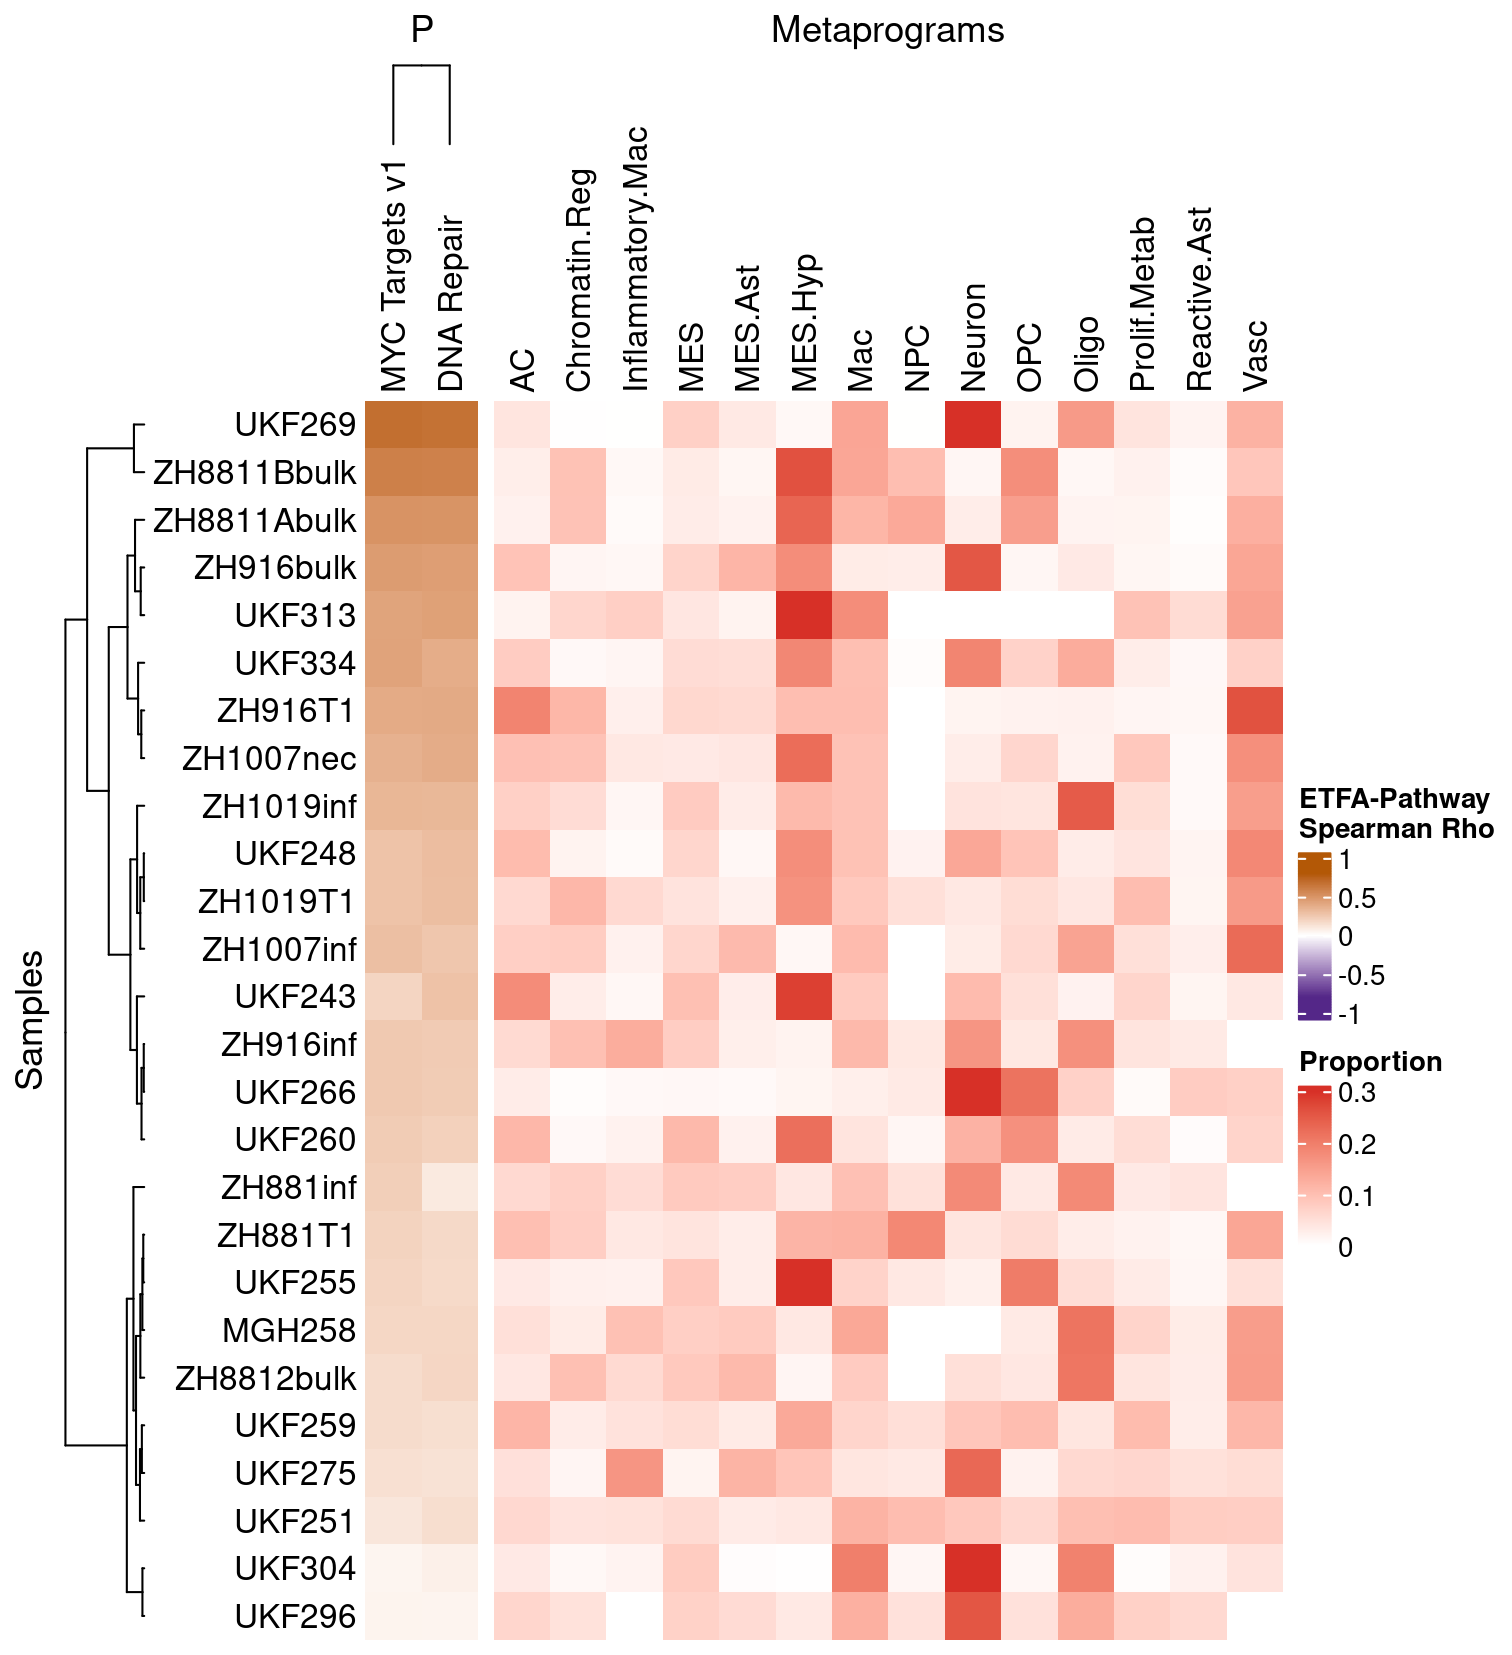 P
Metaprograms
MYC Targets v1
DNA Repair
AC
Chromatin.Reg
Inflammatory.Mac
MES
MES.Ast
MES.Hyp
Mac
NPC
Neuron
OPC
Oligo
Prolif.Metab
Reactive.Ast
Vasc
Samples
UKF269
ZH8811Bbulk
ZH8811Abulk
ZH916bulk
UKF313
UKF334
ZH916T1
ZH1007nec
ZH1019inf
UKF248
ZH1019T1
ZH1007inf
UKF243
ZH916inf
UKF266
UKF260
ZH881inf
ZH881T1
UKF255
MGH258
ZH8812bulk
UKF259
UKF275
UKF251
UKF304
UKF296
ETFA-Pathway
Spearman Rho
1
0.5
0
-0.5
-1
Proportion
0.3
0.2
0.1
0